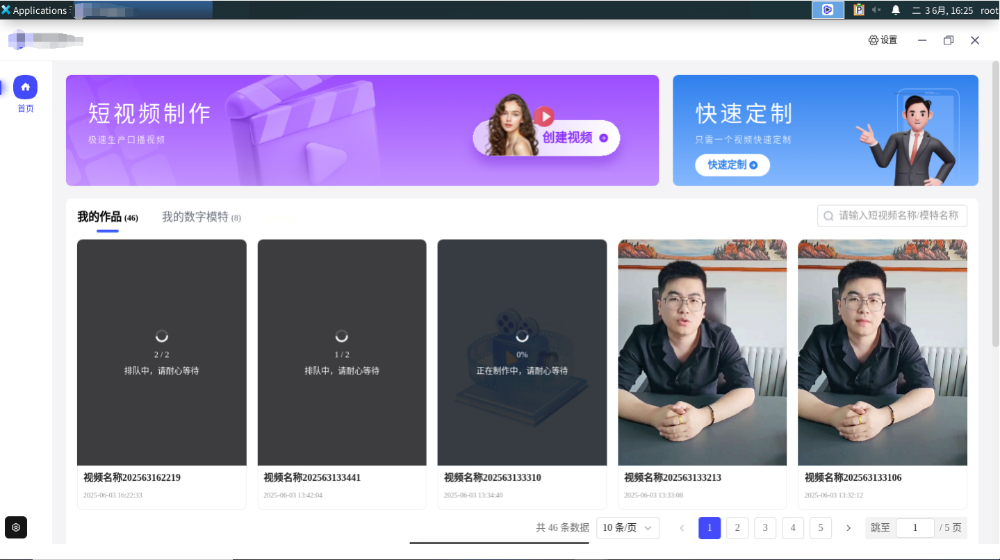 Applications
二 3 6月, 16:25 root
设置
首页
短视频制作
极速生产口播视频
创建视频
快速定制
只需一个视频快速定制
快速定制
我的作品 (46)
我的数字模特 (8)
请输入短视频名称/模特名称
2 / 2
排队中，请耐心等待
1 / 2
排队中，请耐心等待
0%
正在制作中，请耐心等待
视频名称202563162219
2025-06-03 16:22:33
视频名称202563133441
2025-06-03 13:42:04
视频名称202563133310
2025-06-03 13:34:40
视频名称202563133213
2025-06-03 13:33:08
视频名称202563133106
2025-06-03 13:32:12
共 46 条数据
10 条/页
1 2 3 4 5
跳至 1 / 5 页